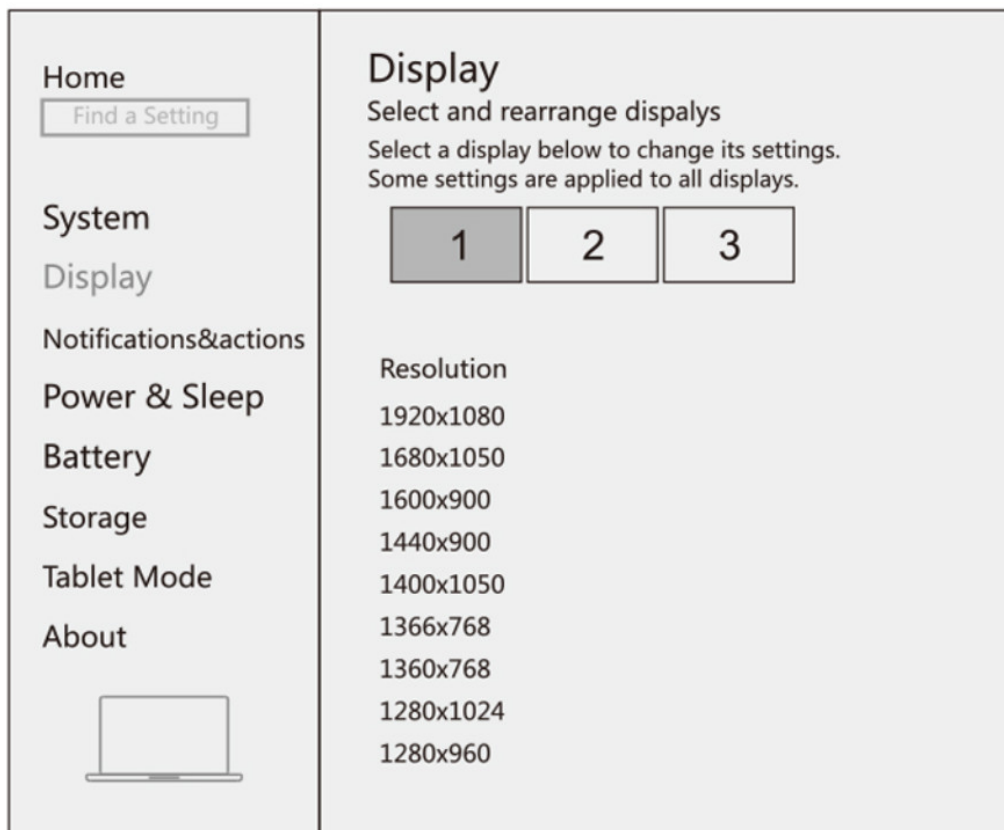 Home
Find a Setting
System
Display
Notifications&actions
Power & Sleep
Battery
Storage
Tablet Mode
About
Display
Select and rearrange dispalys
Select a display below to change its settings.
Some settings are applied to all displays.
1 2 3
Resolution
1920x1080
1680x1050
1600x900
1440x900
1400x1050
1366x768
1360x768
1280x1024
1280x960